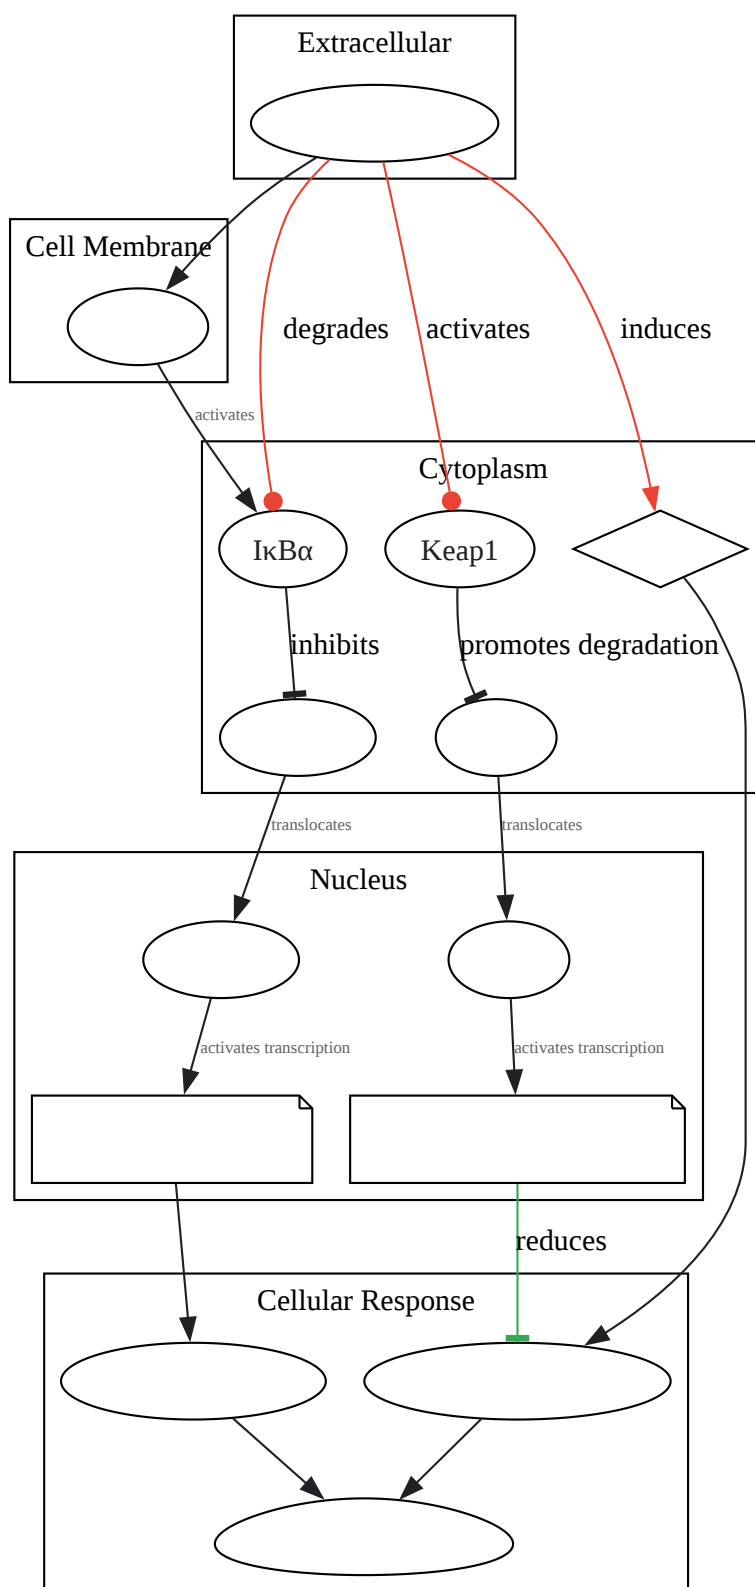 Extracellular
Cell Membrane
degrades
activates
induces
activates
Cytoplasm
IκBα
Keap1
inhibits
promotes degradation
translocates
translocates
Nucleus
activates transcription
activates transcription
reduces
Cellular Response